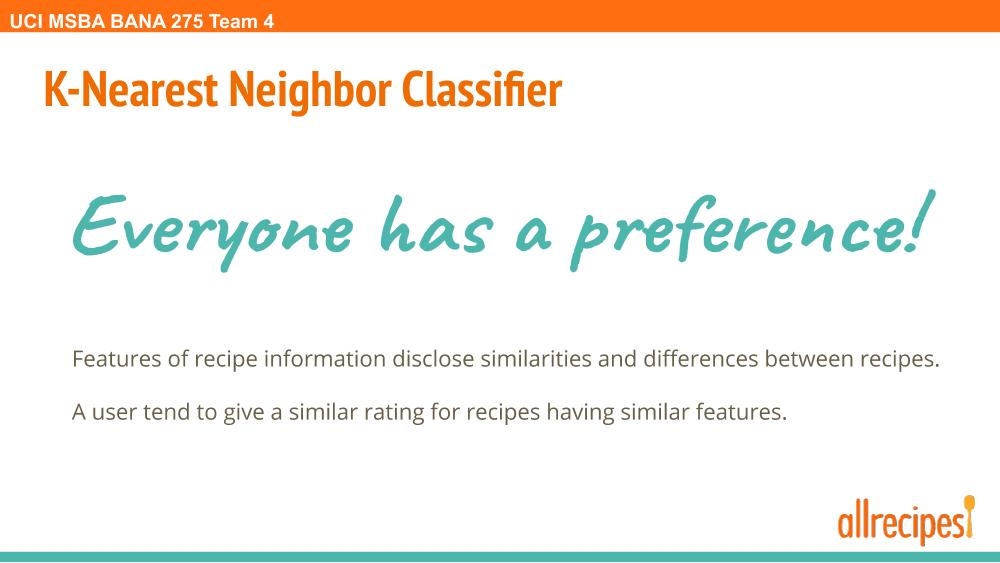 UCI MSBA BANA 275 Team 4
K-Nearest Neighbor Classifier
Everyone has a preference!
Features of recipe information disclose similarities and differences between recipes.
A user tend to give a similar rating for recipes having similar features.
allrecipes!